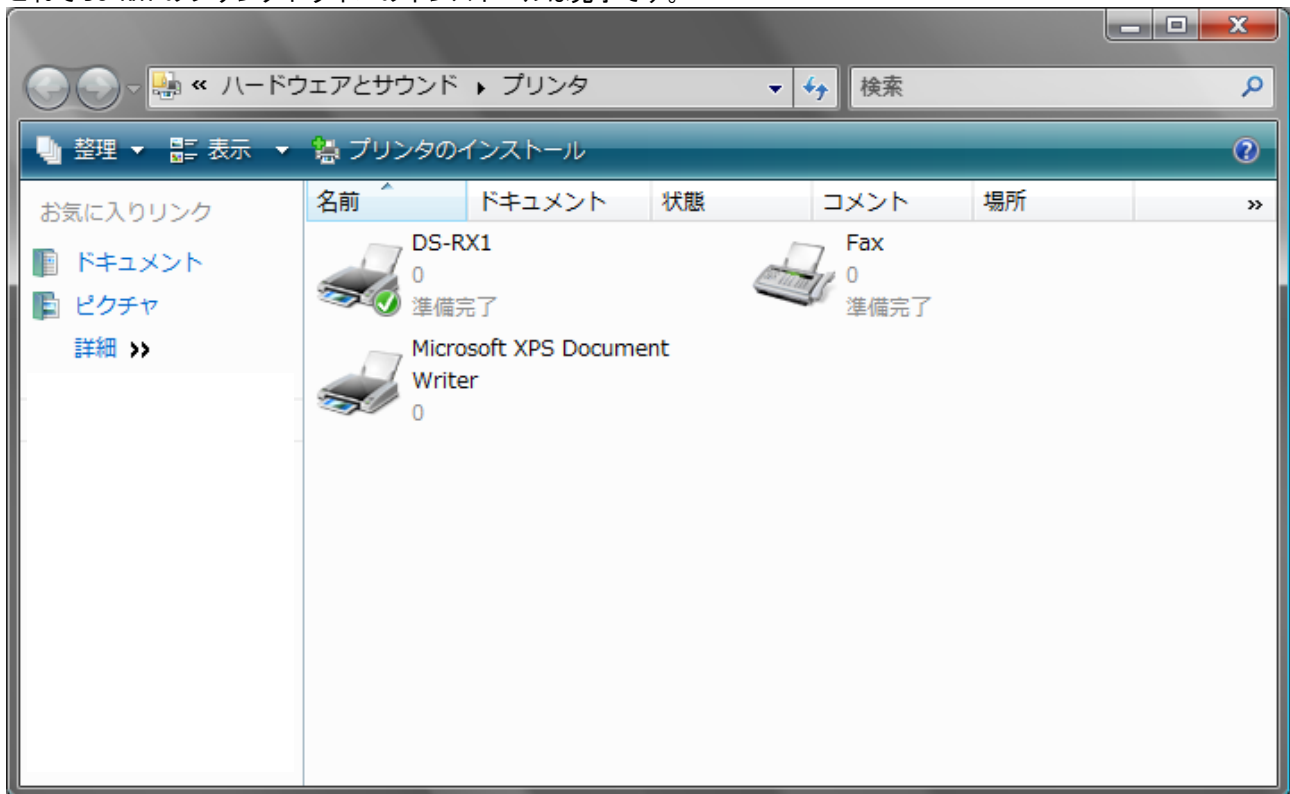 « ハードウェアとサウンド ▸ プリンタ
検索
整理 表示 プリンタのインストール
お気に入りリンク
ドキュメント
ピクチャ
詳細 »
名前 ドキュメント 状態 コメント 場所 »
DS-RX1
0
準備完了
Fax
0
準備完了
Microsoft XPS Document
Writer
0